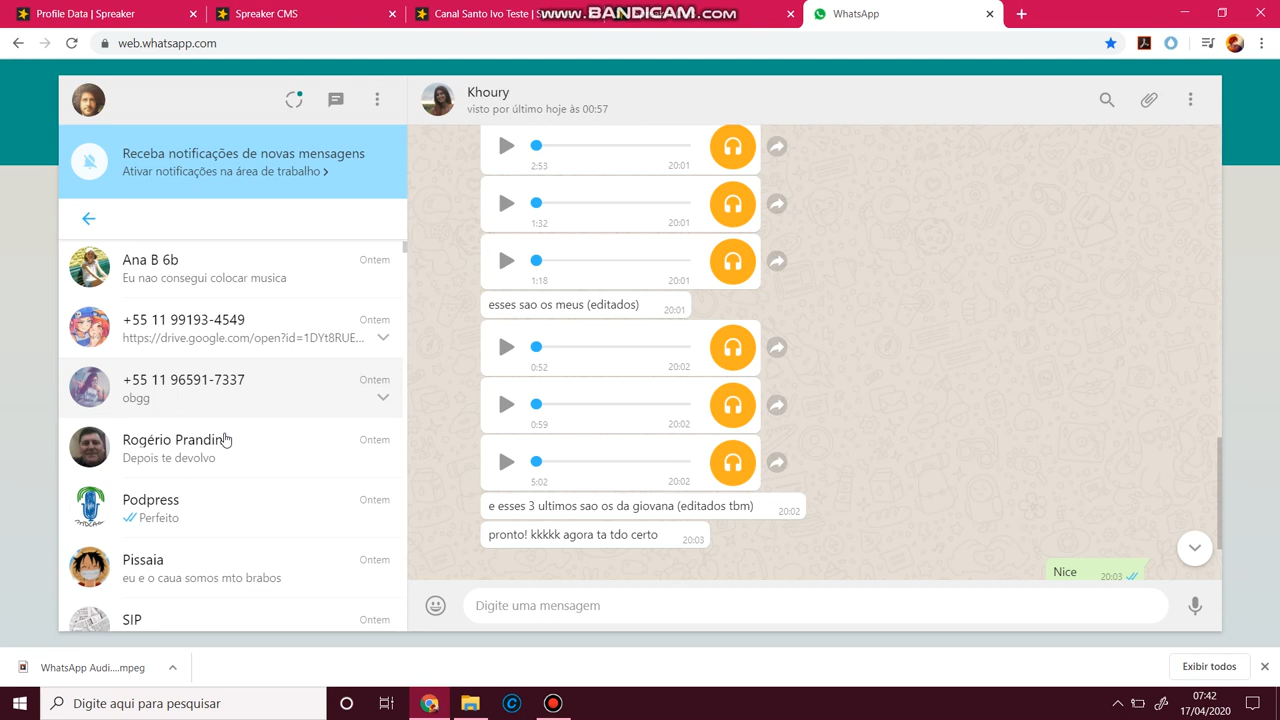 Profile Data | Spreaker
Spreaker CMS
Canal Santo Ivo Teste | S
www.BANDICAM.com
WhatsApp
web.whatsapp.com
Khoury
visto por último hoje às 00:57
Receba notificações de novas mensagens
Ativar notificações na área de trabalho >
Ana B 6b
Ontem
Eu nao consegui colocar musica
+55 11 99193-4549
Ontem
https://drive.google.com/open?id=1DYt8RUE...
+55 11 96591-7337
Ontem
obgg
Rogério Prandin
Ontem
Depois te devolvo
Podpress
Ontem
Perfeito
Pissaia
Ontem
eu e o caua somos mto brabos
SIP
Ontem
2:53
20:01
1:32
20:01
1:18
20:01
esses sao os meus (editados)
20:01
0:52
20:02
0:59
20:02
5:02
20:02
e esses 3 ultimos sao os da giovana (editados tbm)
20:02
pronto! kkkkk agora ta tdo certo
20:03
Nice
20:03
Digite uma mensagem
WhatsApp Audi....mpeg
Exibir todos
Digite aqui para pesquisar
07:42
17/04/2020